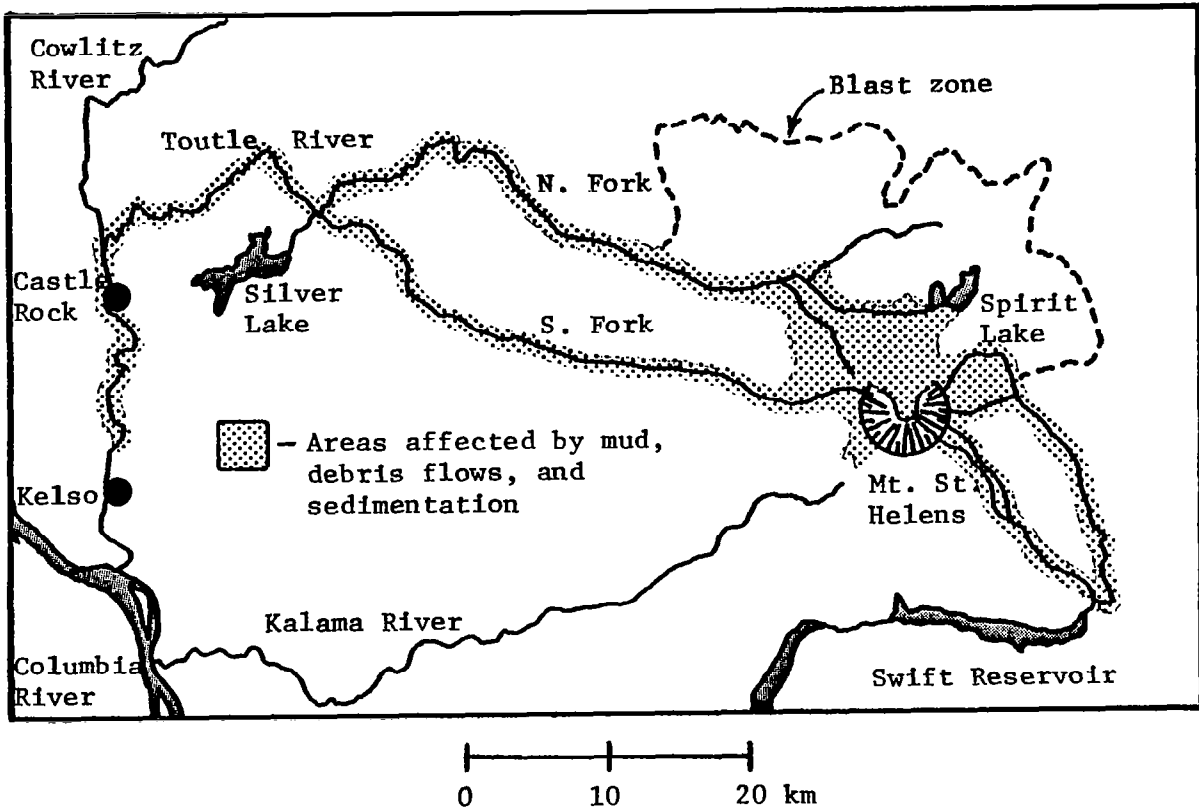 Cowlitz
River
Blast zone
Toutle River
N. Fork
Castle
Rock
Silver
Lake
S. Fork
Spirit
Lake
— Areas affected by mud,
debris flows, and
sedimentation
Kelso
Mt. St.
Helens
Kalama River
Columbia
River
Swift Reservoir
0 10 20 km